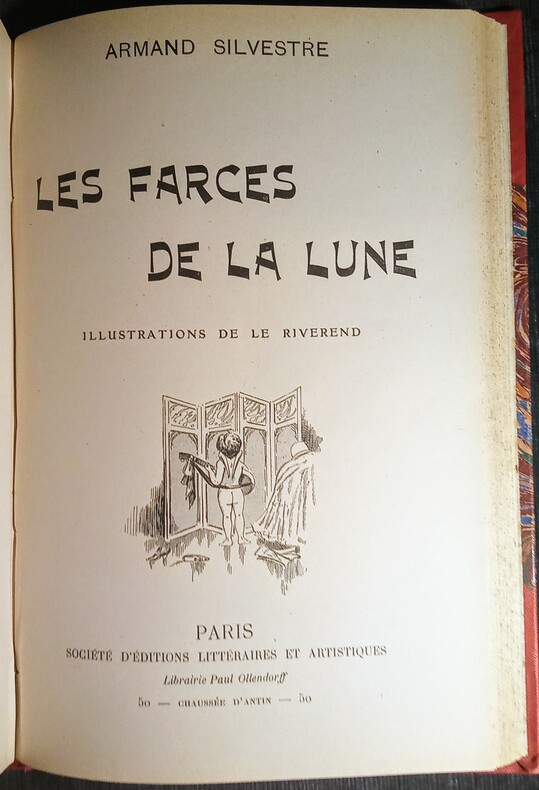 ARMAND SILVESTRE
LES FARCES
DE LA LUNE
ILLUSTRATIONS DE LE RIVEREND
PARIS
SOCIÉTÉ D'ÉDITIONS LITTÉRAIRES ET ARTISTIQUES
Librairie Paul Ollendorff
50 — CHAUSSÉE D'ANTIN — 50